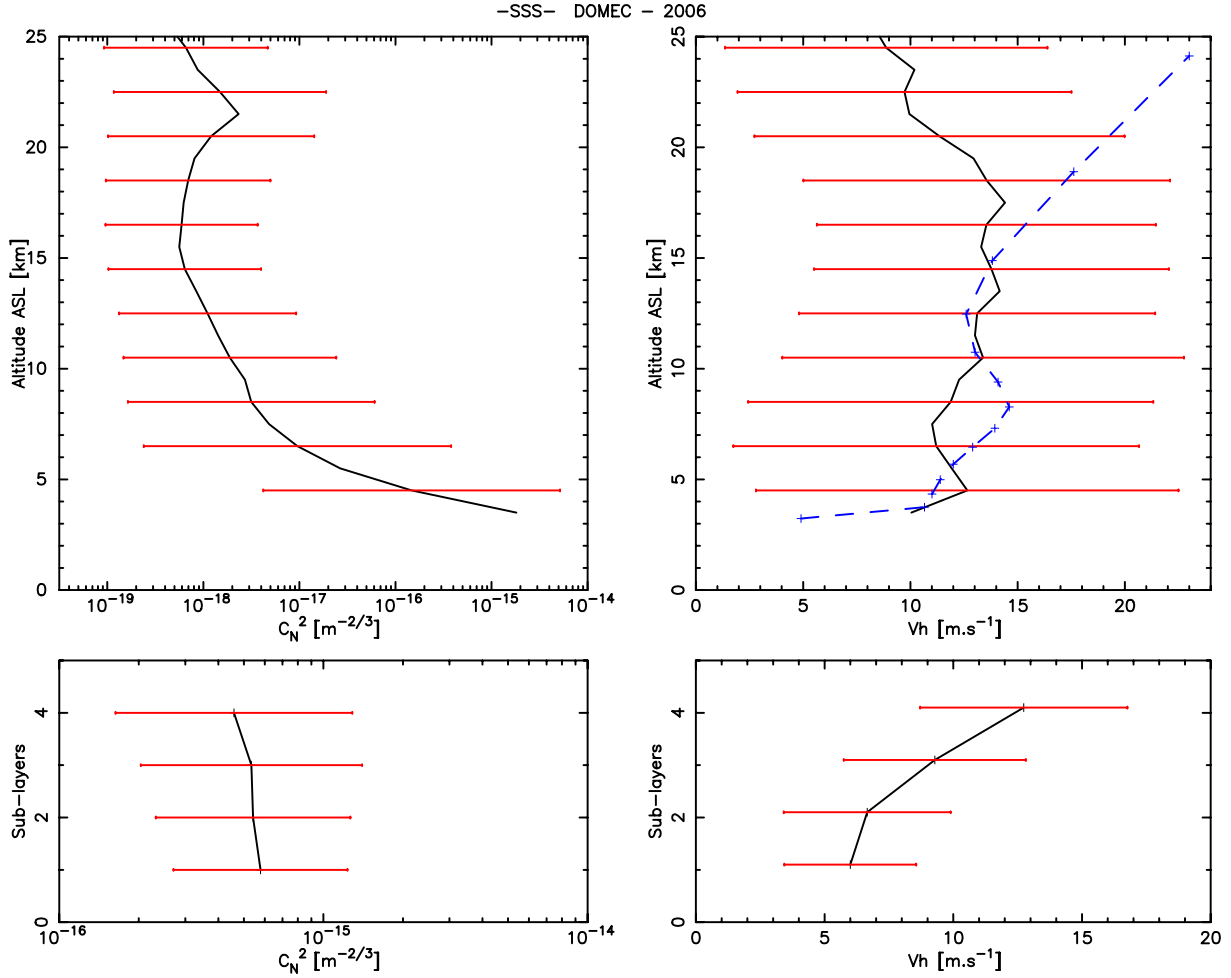 -SSS- DOMEC - 2006
25
20
15
10
5
0
Altitude ASL [km]
10⁻¹⁹ 10⁻¹⁸ 10⁻¹⁷ 10⁻¹⁶ 10⁻¹⁵ 10⁻¹⁴
C_N² [m⁻²/³]
25
20
15
10
5
0
Altitude ASL [km]
0 5 10 15 20
Vh [m.s⁻¹]
4
2
0
Sub-layers
10⁻¹⁶ 10⁻¹⁵ 10⁻¹⁴
C_N² [m⁻²/³]
4
2
0
Sub-layers
0 5 10 15 20
Vh [m.s⁻¹]